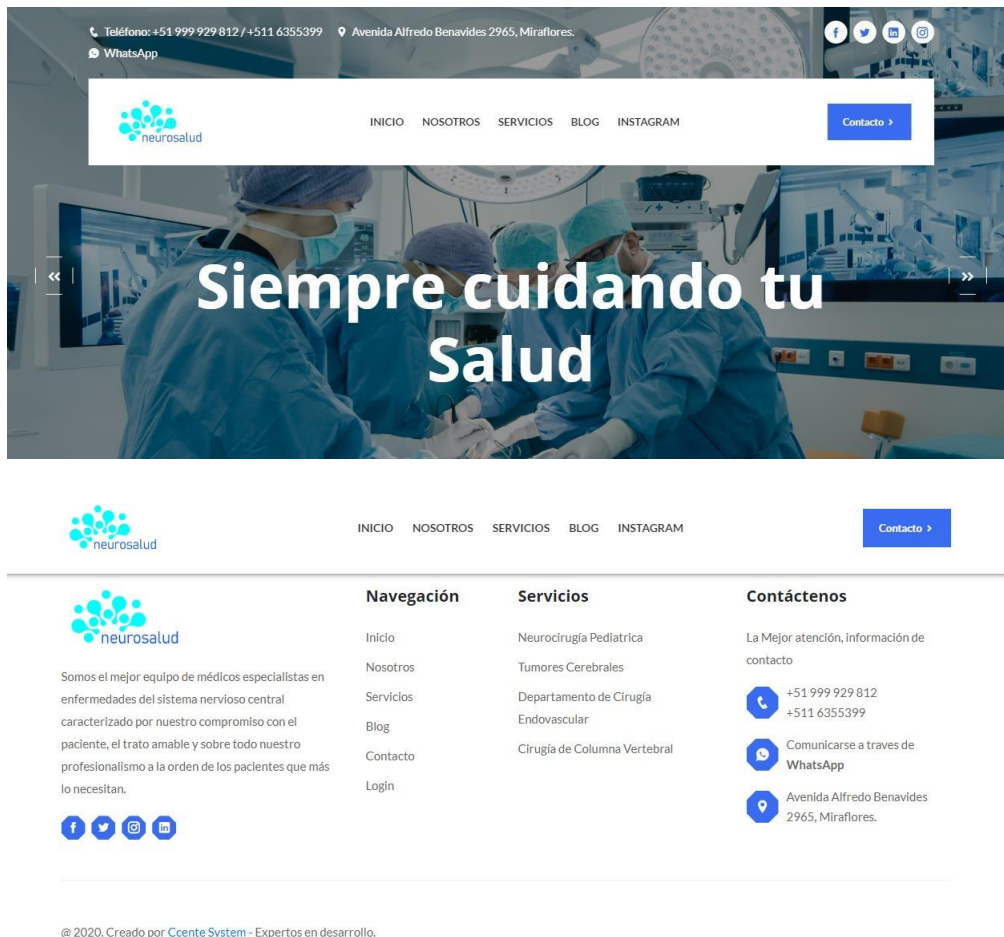 Teléfono: +51 999 929 812 / +511 6355399 Avenida Alfredo Benavides 2965, Miraflores.
WhatsApp
neurosalud
INICIO NOSOTROS SERVICIOS BLOG INSTAGRAM
Contacto >
Siempre cuidando tu
Salud
neurosalud
INICIO NOSOTROS SERVICIOS BLOG INSTAGRAM
Contacto >
neurosalud
Somos el mejor equipo de médicos especialistas en
enfermedades del sistema nervioso central
caracterizado por nuestro compromiso con el
paciente, el trato amable y sobre todo nuestro
profesionalismo a la orden de los pacientes que más
lo necesitan.
Navegación
Inicio
Nosotros
Servicios
Blog
Contacto
Login
Servicios
Neurocirugía Pediatrica
Tumores Cerebrales
Departamento de Cirugía
Endovascular
Cirugía de Columna Vertebral
Contáctenos
La Mejor atención, información de
contacto
+51 999 929 812
+511 6355399
Comunicarse a traves de
WhatsApp
Avenida Alfredo Benavides
2965, Miraflores.
@ 2020. Creado por Ccente System - Expertos en desarrollo.